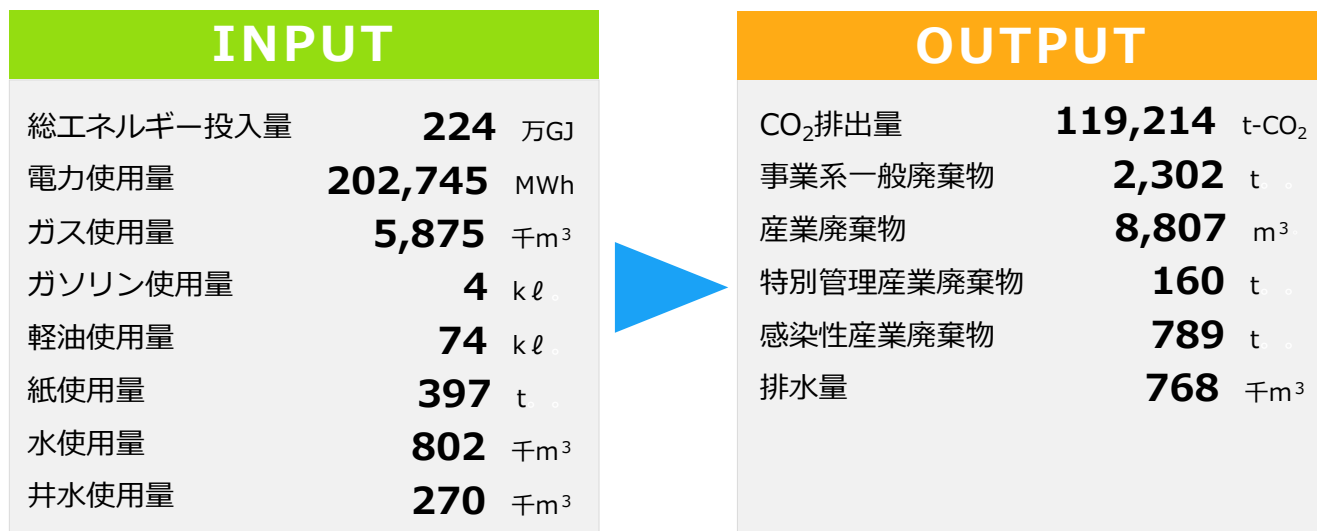 INPUT
総エネルギー投入量 224 万GJ
電力使用量 202,745 MWh
ガス使用量 5,875 千m³
ガソリン使用量 4 kℓ
軽油使用量 74 kℓ
紙使用量 397 t
水使用量 802 千m³
井水使用量 270 千m³
OUTPUT
CO₂排出量 119,214 t-CO₂
事業系一般廃棄物 2,302 t
産業廃棄物 8,807 m³
特別管理産業廃棄物 160 t
感染性産業廃棄物 789 t
排水量 768 千m³